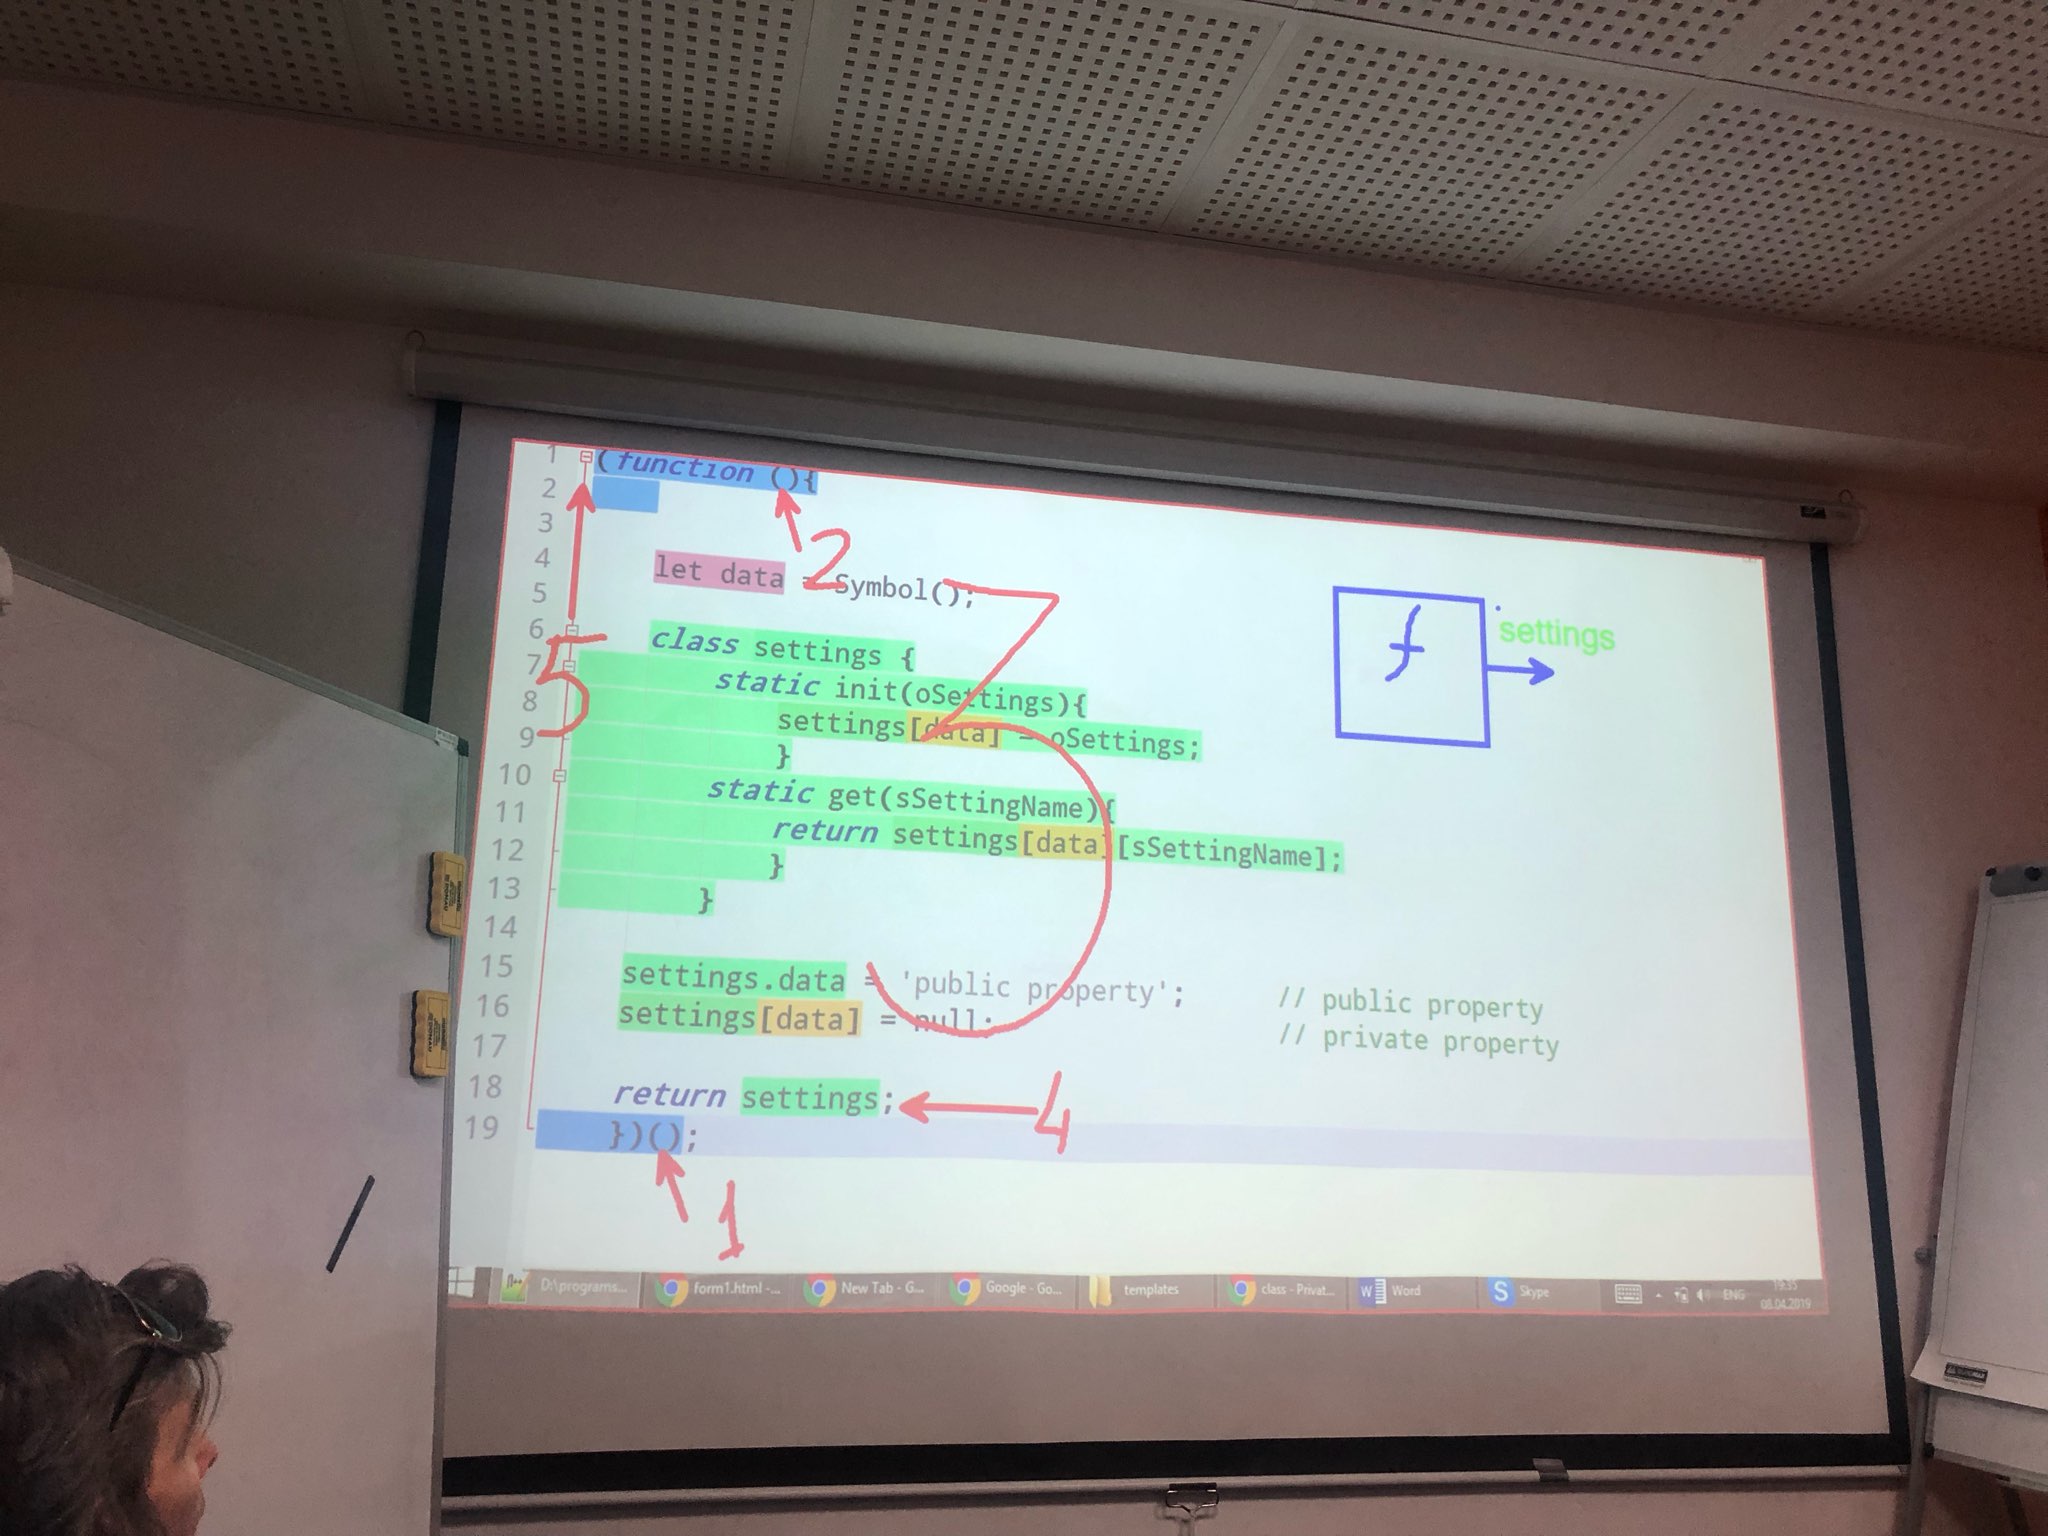 1 (function (){
2
3
4 let data = Symbol();
5
6 class settings {
7 static init(oSettings){
8 settings[data] = oSettings;
9 }
10 static get(sSettingName){
11 return settings[data][sSettingName];
12 }
13 }
14
15 settings.data = 'public property'; // public property
16 settings[data] = null; // private property
17
18 return settings;
19 })();
2
3
5
4
1
f
settings
D:\programs...
form1.html -...
New Tab - G...
Google - Go...
templates
class - Privat...
Word
Skype
ENG
19:35
08.04.2019